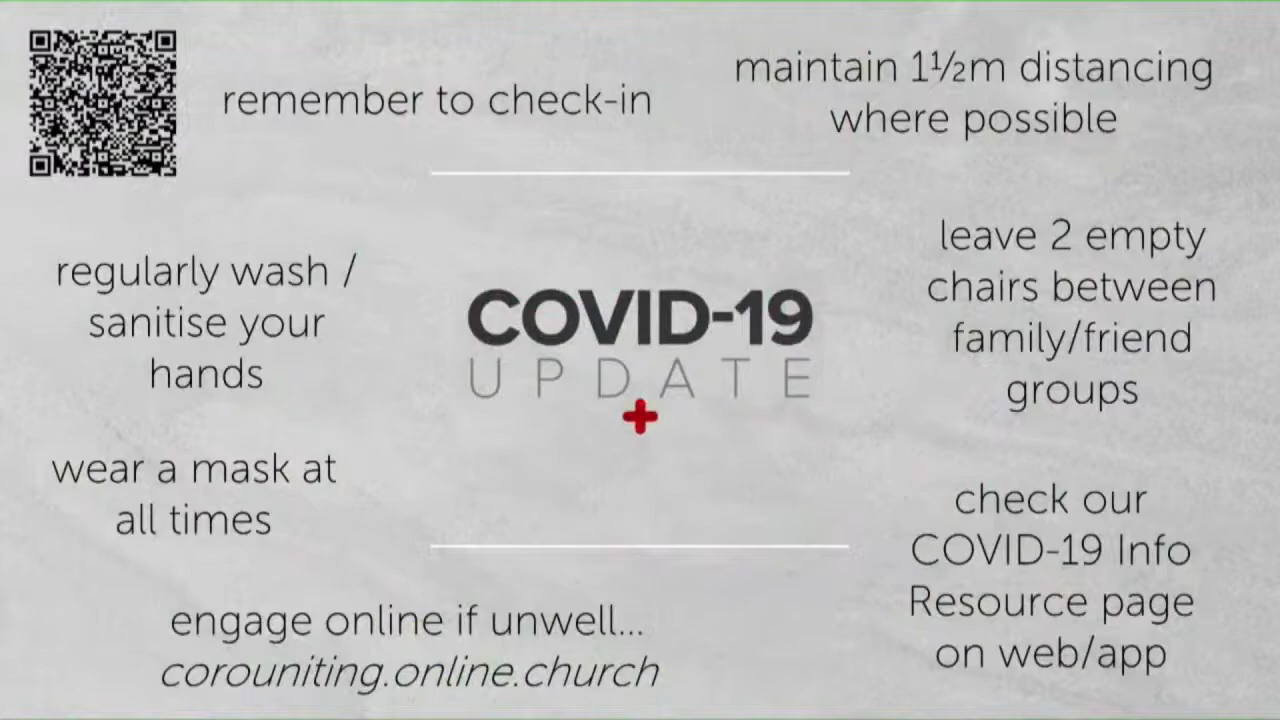 remember to check-in
maintain 1½m distancing
where possible
regularly wash /
sanitise your
hands
COVID-19
UPDATE
leave 2 empty
chairs between
family/friend
groups
wear a mask at
all times
check our
COVID-19 Info
Resource page
on web/app
engage online if unwell...
corouniting.online.church